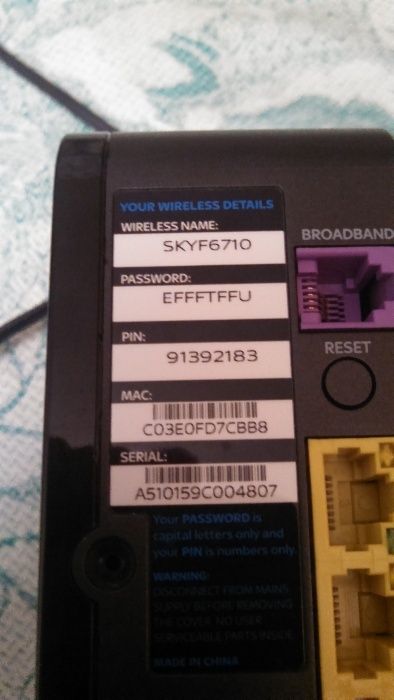 YOUR WIRELESS DETAILS
WIRELESS NAME:
SKYF6710
PASSWORD:
EFFFTFFU
PIN:
91392183
MAC:
C03E0FD7CBB8
SERIAL:
A510159C004807
Your PASSWORD is
capital letters only and
your PIN is numbers only.
WARNING:
DISCONNECT FROM MAINS
SUPPLY BEFORE REMOVING
THE COVER. NO USER
SERVICEABLE PARTS INSIDE.
MADE IN CHINA
BROADBAND
RESET